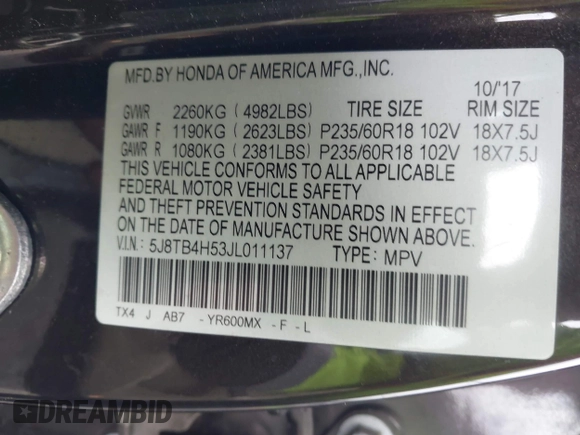 MFD.BY HONDA OF AMERICA MFG.,INC.
10/'17
GVWR 2260KG ( 4982LBS) TIRE SIZE RIM SIZE
GAWR F 1190KG ( 2623LBS) P235/60R18 102V 18X7.5J
GAWR R 1080KG ( 2381LBS) P235/60R18 102V 18X7.5J
THIS VEHICLE CONFORMS TO ALL APPLICABLE
FEDERAL MOTOR VEHICLE SAFETY
AND THEFT PREVENTION STANDARDS IN EFFECT
ON THE DATE OF MANUFACTURE SHOWN ABOVE.
V.I.N.: 5J8TB4H53JL011137 TYPE: MPV
TX4 J AB7 -YR600MX -F -L
DREAMBID